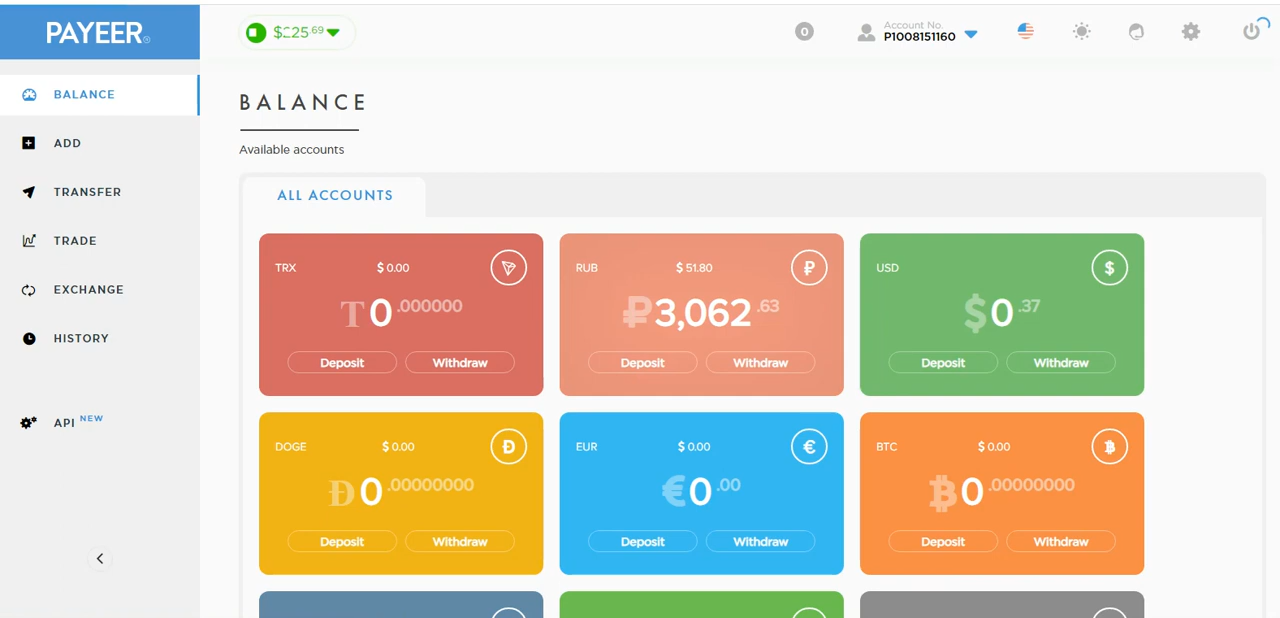 PAYEER®
$225.69
0
Account No.
P1008151160
BALANCE
ADD
TRANSFER
TRADE
EXCHANGE
HISTORY
API NEW
BALANCE
Available accounts
ALL ACCOUNTS
TRX $ 0.00
T 0.000000
Deposit Withdraw
RUB $ 51.80 ₽
₽ 3,062.63
Deposit Withdraw
USD $
$ 0.37
Deposit Withdraw
DOGE $ 0.00 Ð
Ð 0.00000000
Deposit Withdraw
EUR $ 0.00 €
€ 0.00
Deposit Withdraw
BTC $ 0.00 ₿
₿ 0.00000000
Deposit Withdraw